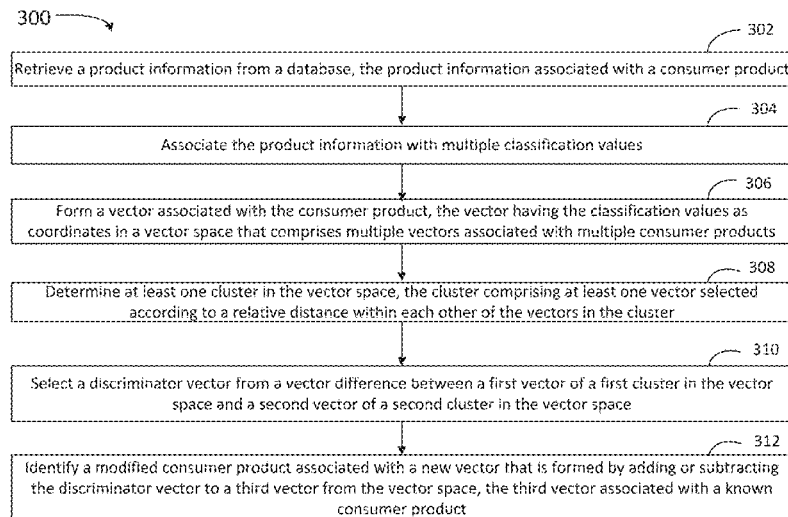 300
302
Retrieve a product information from a database, the product information associated with a consumer product
304
Associate the product information with multiple classification values
306
Form a vector associated with the consumer product, the vector having the classification values as
coordinates in a vector space that comprises multiple vectors associated with multiple consumer products
308
Determine at least one cluster in the vector space, the cluster comprising at least one vector selected
according to a relative distance within each other of the vectors in the cluster
310
Select a discriminator vector from a vector difference between a first vector of a first cluster in the vector
space and a second vector of a second cluster in the vector space
312
Identify a modified consumer product associated with a new vector that is formed by adding or subtracting
the discriminator vector to a third vector from the vector space, the third vector associated with a known
consumer product